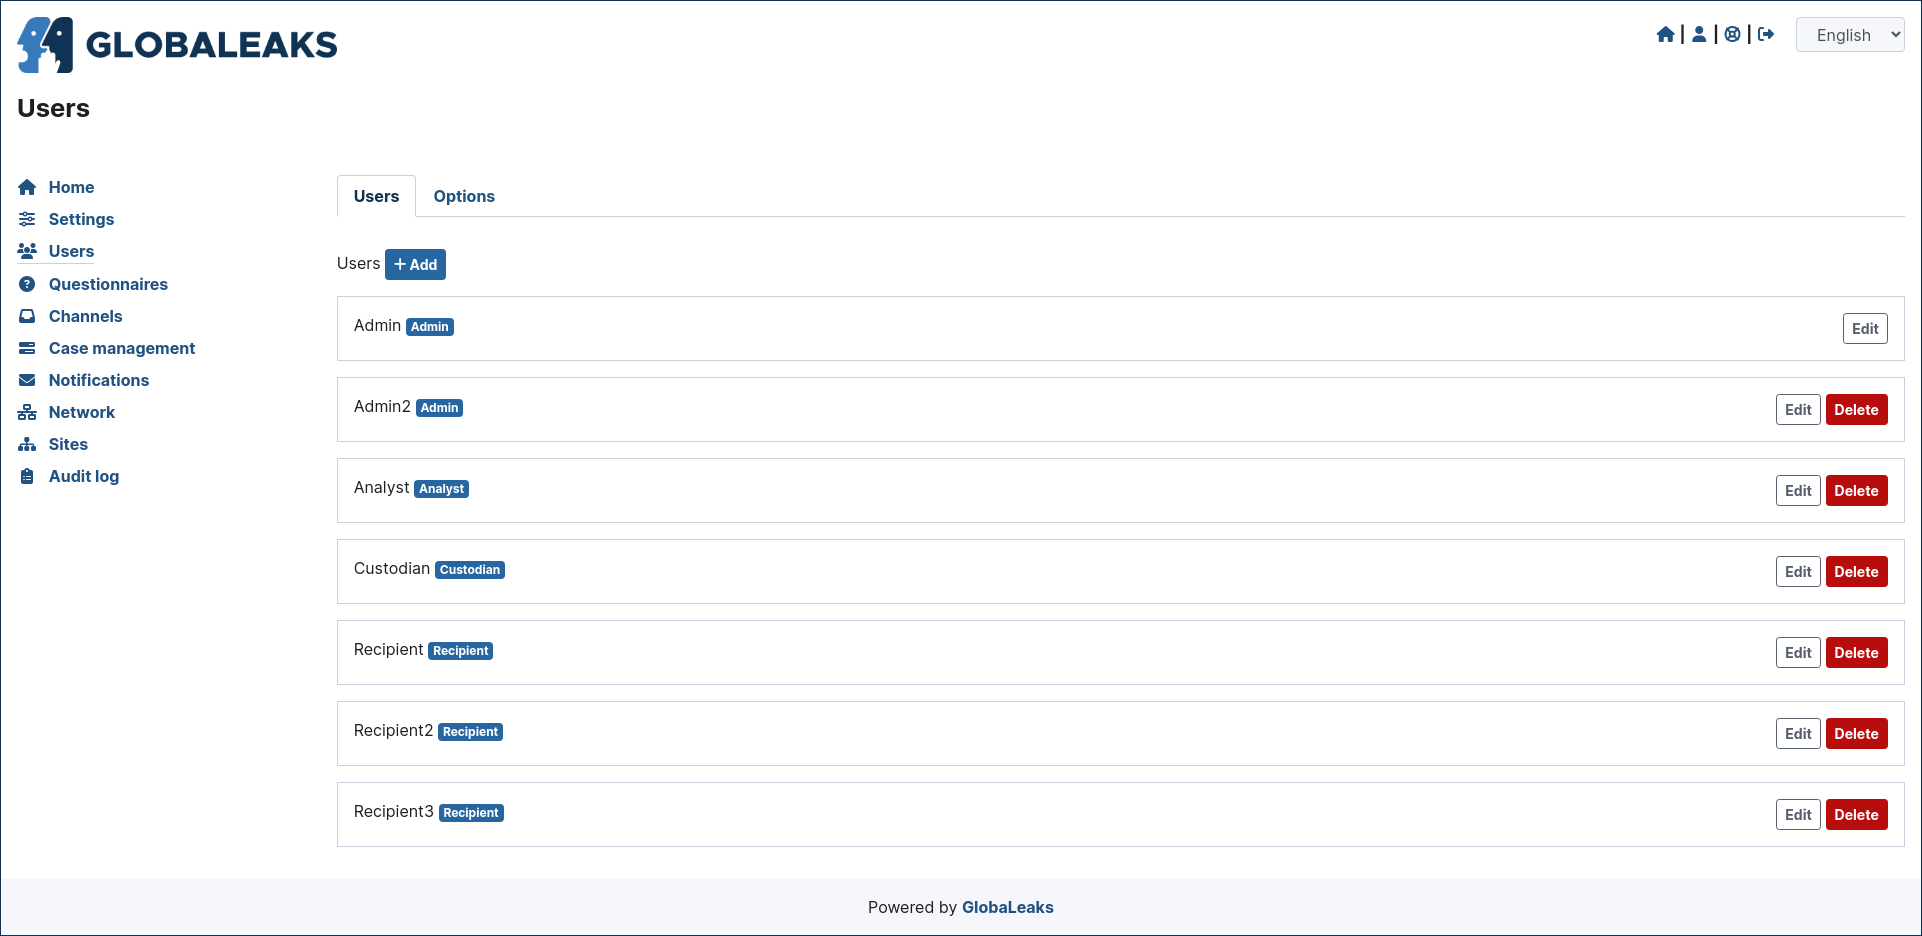 GLOBALEAKS
English
Users
Home
Settings
Users
Questionnaires
Channels
Case management
Notifications
Network
Sites
Audit log
Users Options
Users + Add
Admin Admin Edit
Admin2 Admin Edit Delete
Analyst Analyst Edit Delete
Custodian Custodian Edit Delete
Recipient Recipient Edit Delete
Recipient2 Recipient Edit Delete
Recipient3 Recipient Edit Delete
Powered by GlobaLeaks